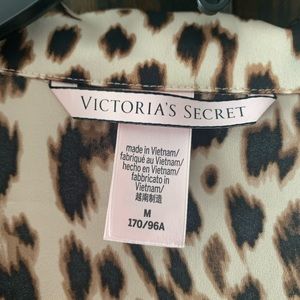 VICTORIA'S SECRET
made in Vietnam/
fabriqué au Vietnam/
hecho en Vietnam/
fabbricato in
Vietnam/
越南制造
M
170/96A